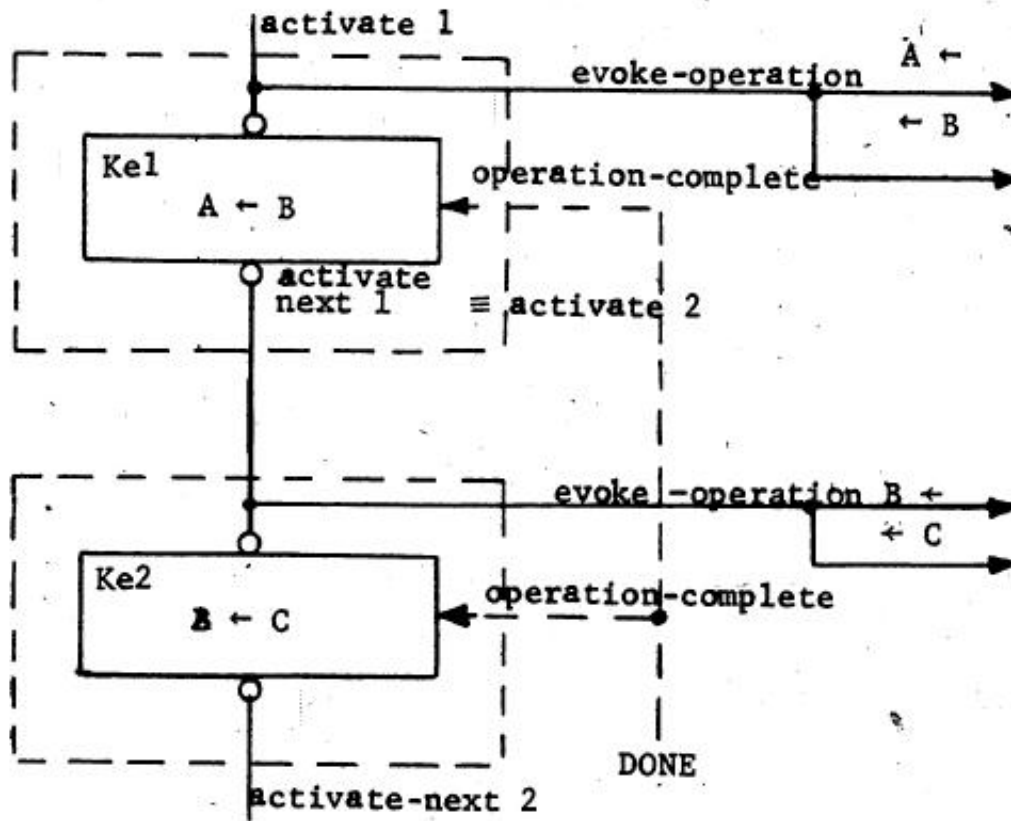 activate 1
evoke-operation A ←
← B
Ke1
operation-complete
A ← B
activate
next 1 ≡ activate 2
evoke -operation B ←
← C
Ke2
operation-complete
← C
DONE
activate-next 2